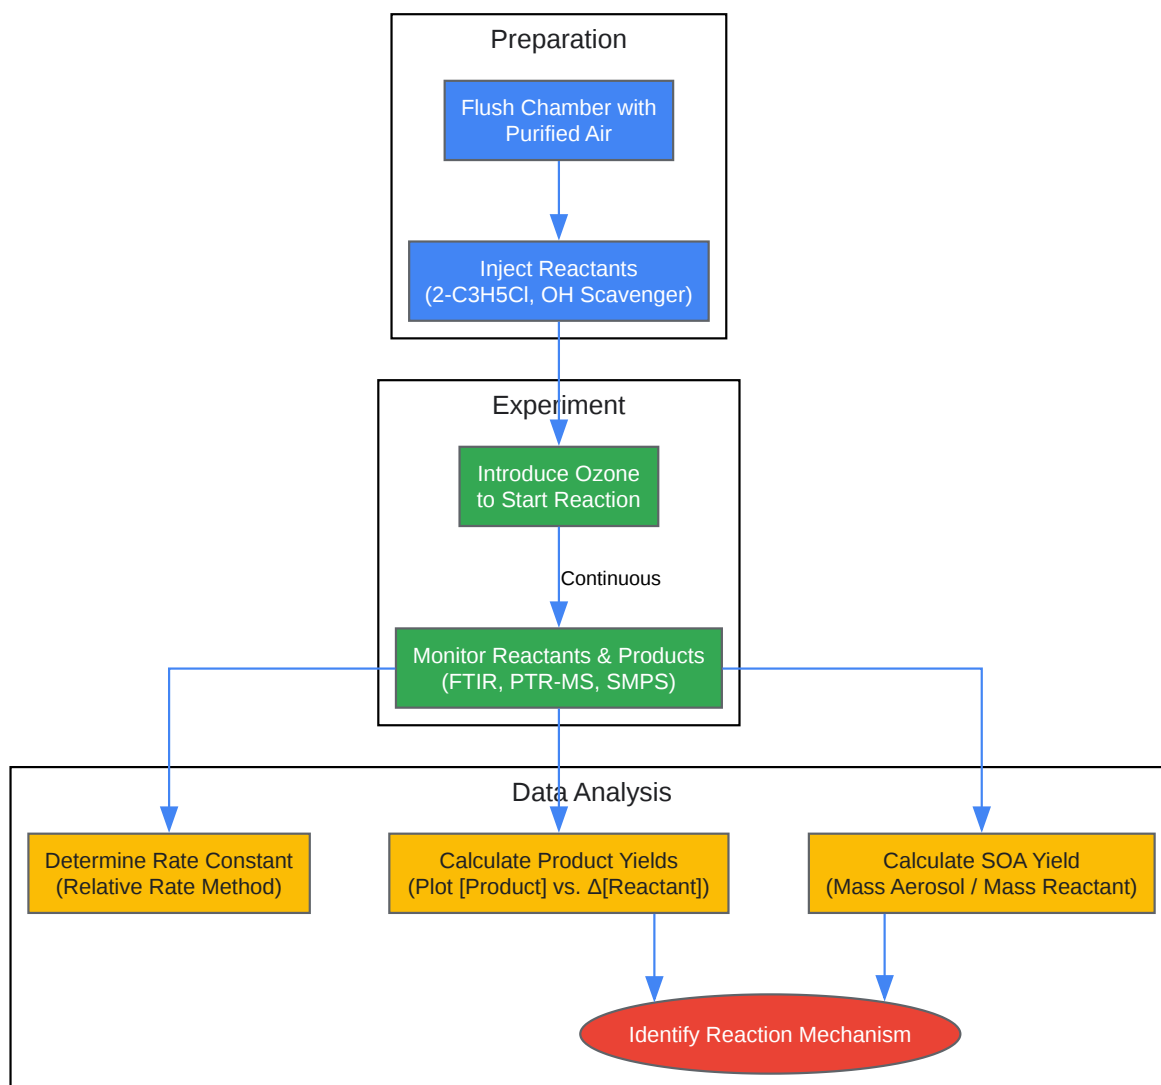 Preparation
Flush Chamber with
Purified Air
Inject Reactants
(2-C3H5Cl, OH Scavenger)
Experiment
Introduce Ozone
to Start Reaction
Continuous
Monitor Reactants & Products
(FTIR, PTR-MS, SMPS)
Data Analysis
Determine Rate Constant
(Relative Rate Method)
Calculate Product Yields
(Plot [Product] vs. Δ[Reactant])
Calculate SOA Yield
(Mass Aerosol / Mass Reactant)
Identify Reaction Mechanism